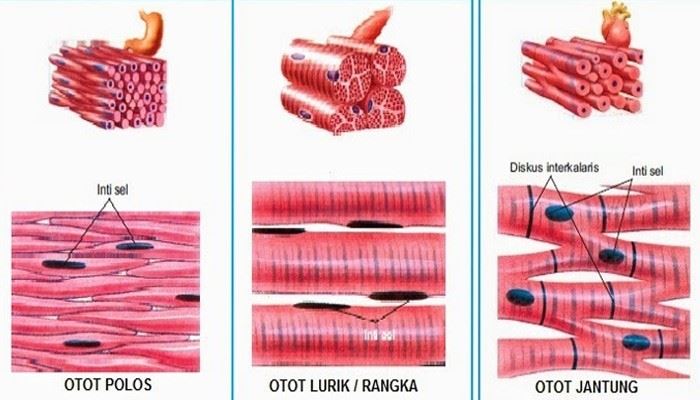 Inti sel
OTOT POLOS
Inti sel
OTOT LURIK / RANGKA
Diskus interkalaris
Inti sel
OTOT JANTUNG